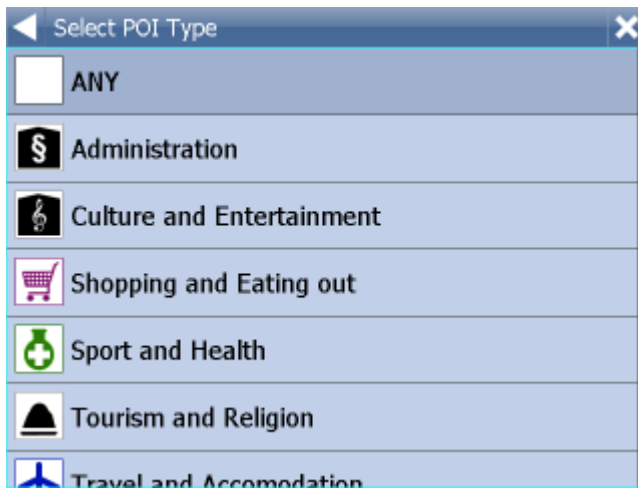 Select POI Type
ANY
Administration
Culture and Entertainment
Shopping and Eating out
Sport and Health
Tourism and Religion
Travel and Accomodation